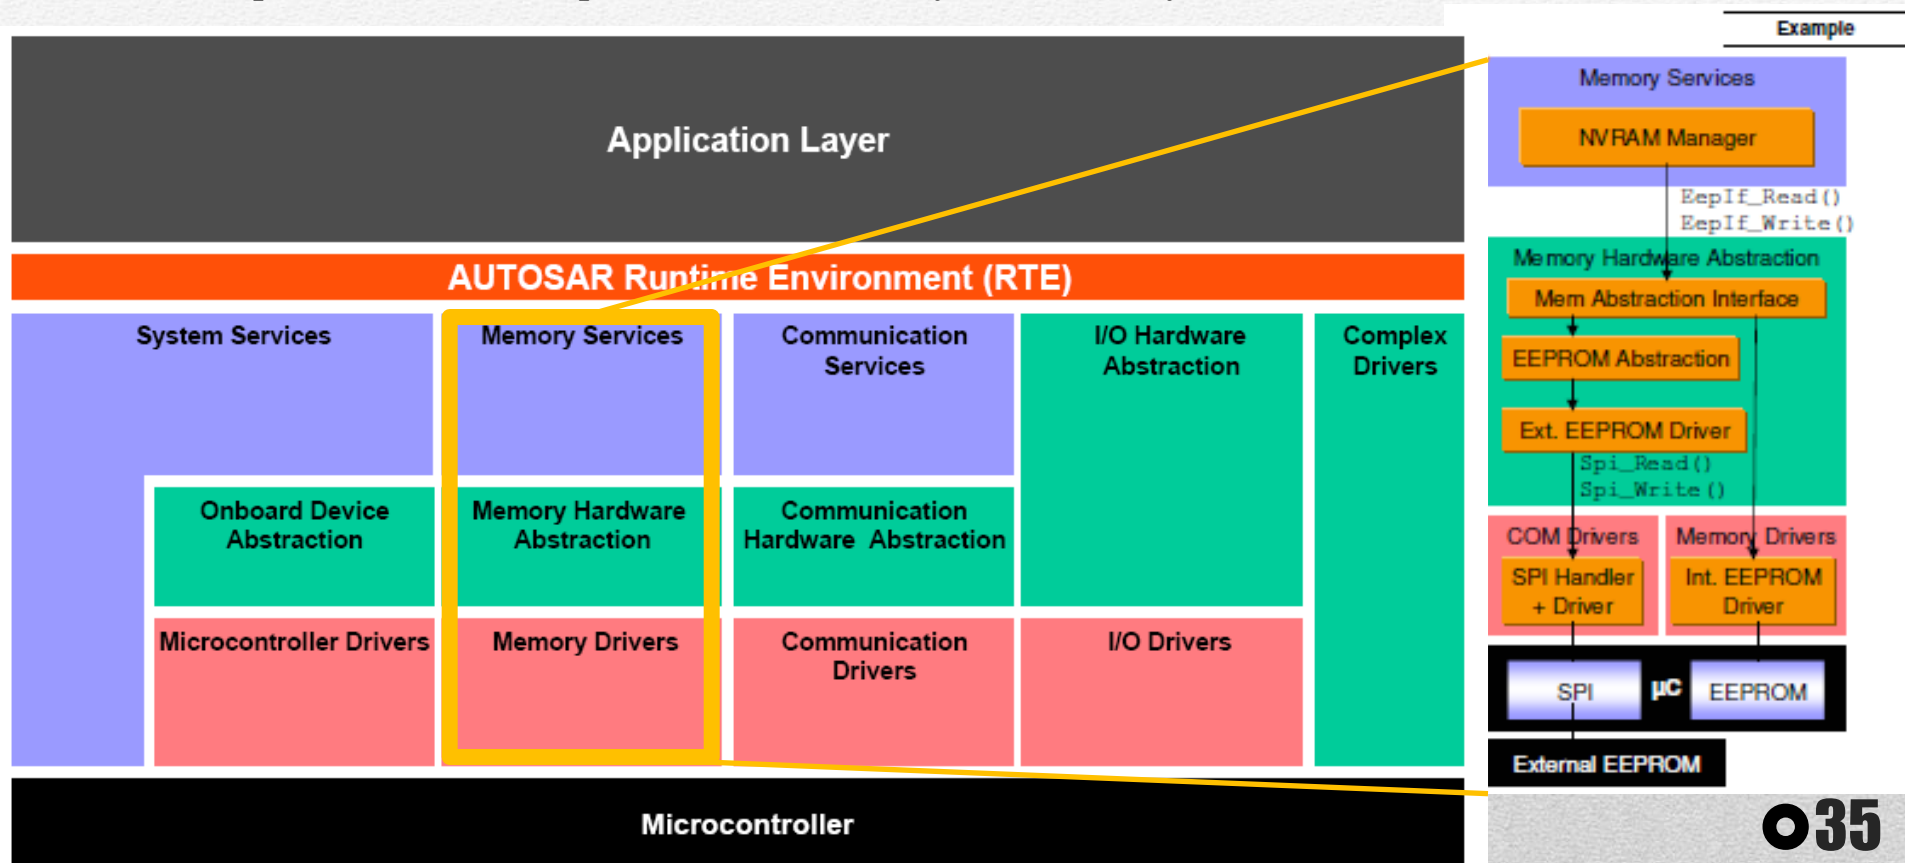 Application Layer
AUTOSAR Runtime Environment (RTE)
System Services
Memory Services
Communication
Services
I/O Hardware
Abstraction
Complex
Drivers
Onboard Device
Abstraction
Memory Hardware
Abstraction
Communication
Hardware Abstraction
Microcontroller Drivers
Memory Drivers
Communication
Drivers
I/O Drivers
Microcontroller
Example
Memory Services
NVRAM Manager
EepIf_Read()
EepIf_Write()
Memory Hardware Abstraction
Mem Abstraction Interface
EEPROM Abstraction
Ext. EEPROM Driver
Spi_Read()
Spi_Write()
COM Drivers
SPI Handler
+ Driver
Memory Drivers
Int. EEPROM
Driver
SPI
µC
EEPROM
External EEPROM
35